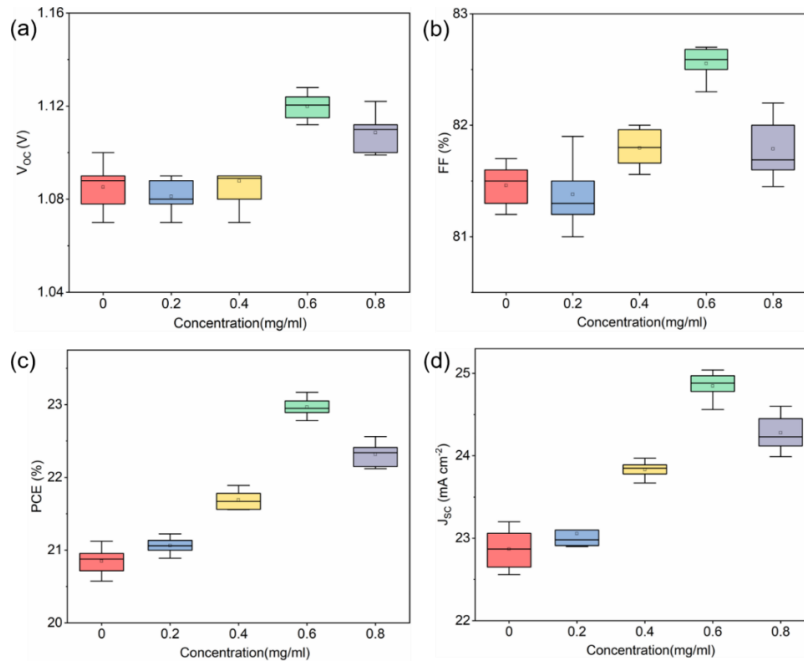 (a)
V_OC (V)
1.16
1.12
1.08
1.04
0 0.2 0.4 0.6 0.8
Concentration(mg/ml)
(b)
FF (%)
83
82
81
0 0.2 0.4 0.6 0.8
Concentration(mg/ml)
(c)
PCE (%)
23
22
21
20
0 0.2 0.4 0.6 0.8
Concentration(mg/ml)
(d)
J_SC (mA cm⁻²)
25
24
23
22
0 0.2 0.4 0.6 0.8
Concentration(mg/ml)